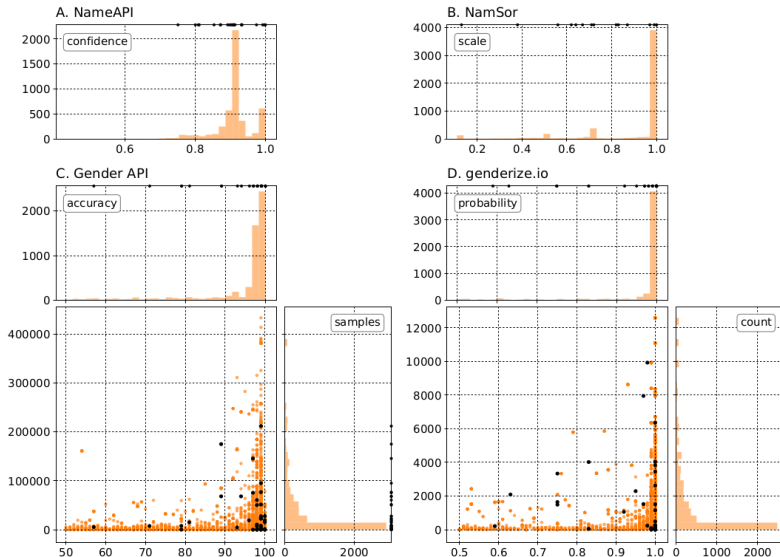 A. NameAPI
confidence
2000
1500
1000
500
0
0.6 0.8 1.0
B. NamSor
scale
4000
3000
2000
1000
0
0.2 0.4 0.6 0.8 1.0
C. Gender API
accuracy
2000
1000
0
samples
400000
300000
200000
100000
0
50 60 70 80 90 100
0 2000
D. genderize.io
probability
4000
3000
2000
1000
0
count
12000
10000
8000
6000
4000
2000
0
0.5 0.6 0.7 0.8 0.9 1.0
0 2000